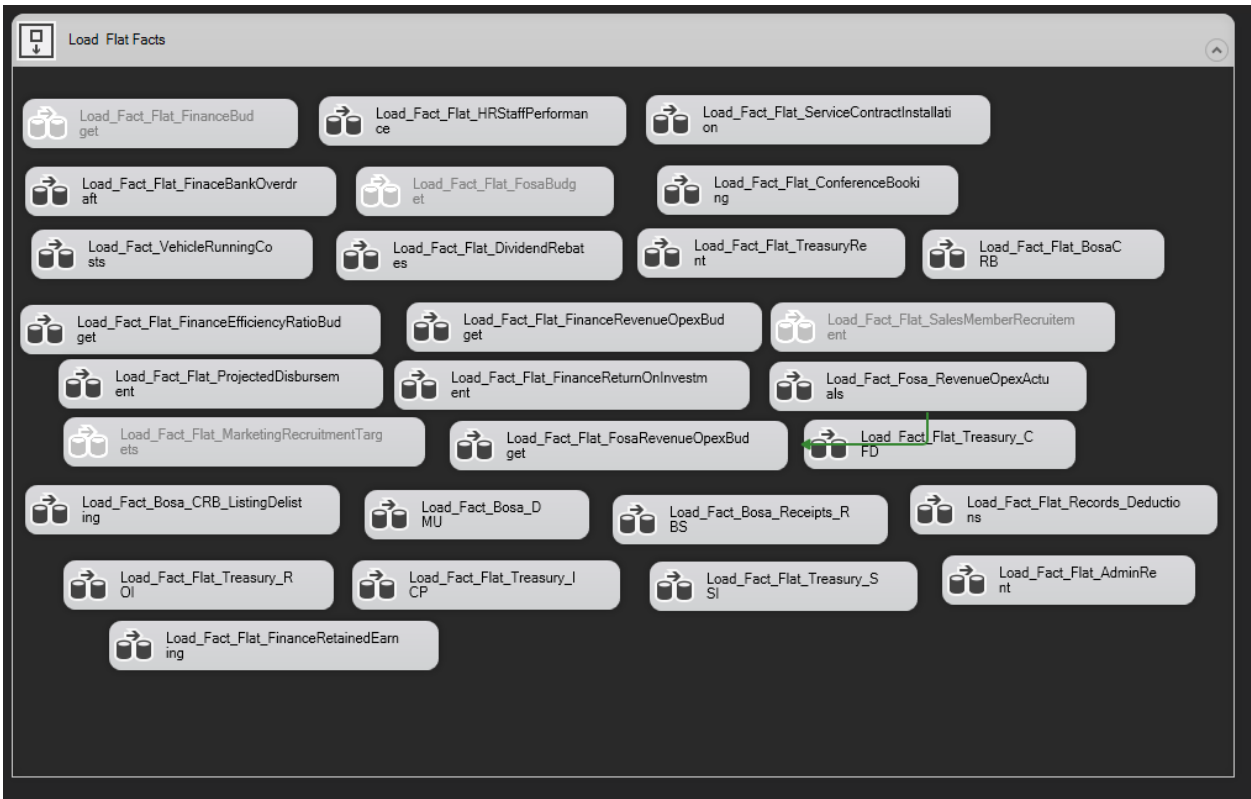 Load Flat Facts
Load_Fact_Flat_FinanceBud
get
Load_Fact_Flat_HRStaffPerforman
ce
Load_Fact_Flat_ServiceContractInstallati
on
Load_Fact_Flat_FinaceBankOverdr
aft
Load_Fact_Flat_FosaBudg
et
Load_Fact_Flat_ConferenceBooki
ng
Load_Fact_VehicleRunningCo
sts
Load_Fact_Flat_DividendRebat
es
Load_Fact_Flat_TreasuryRe
nt
Load_Fact_Flat_BosaC
RB
Load_Fact_Flat_FinanceEfficiencyRatioBud
get
Load_Fact_Flat_FinanceRevenueOpexBud
get
Load_Fact_Flat_SalesMemberRecruitem
ent
Load_Fact_Flat_ProjectedDisbursem
ent
Load_Fact_Flat_FinanceReturnOnInvestm
ent
Load_Fact_Fosa_RevenueOpexActu
als
Load_Fact_Flat_MarketingRecruitmentTarg
ets
Load_Fact_Flat_FosaRevenueOpexBud
get
Load_Fact_Flat_Treasury_C
FD
Load_Fact_Bosa_CRB_ListingDelist
ing
Load_Fact_Bosa_D
MU
Load_Fact_Bosa_Receipts_R
BS
Load_Fact_Flat_Records_Deductio
ns
Load_Fact_Flat_Treasury_R
OI
Load_Fact_Flat_Treasury_I
CP
Load_Fact_Flat_Treasury_S
SI
Load_Fact_Flat_AdminRe
nt
Load_Fact_Flat_FinanceRetainedEarn
ing